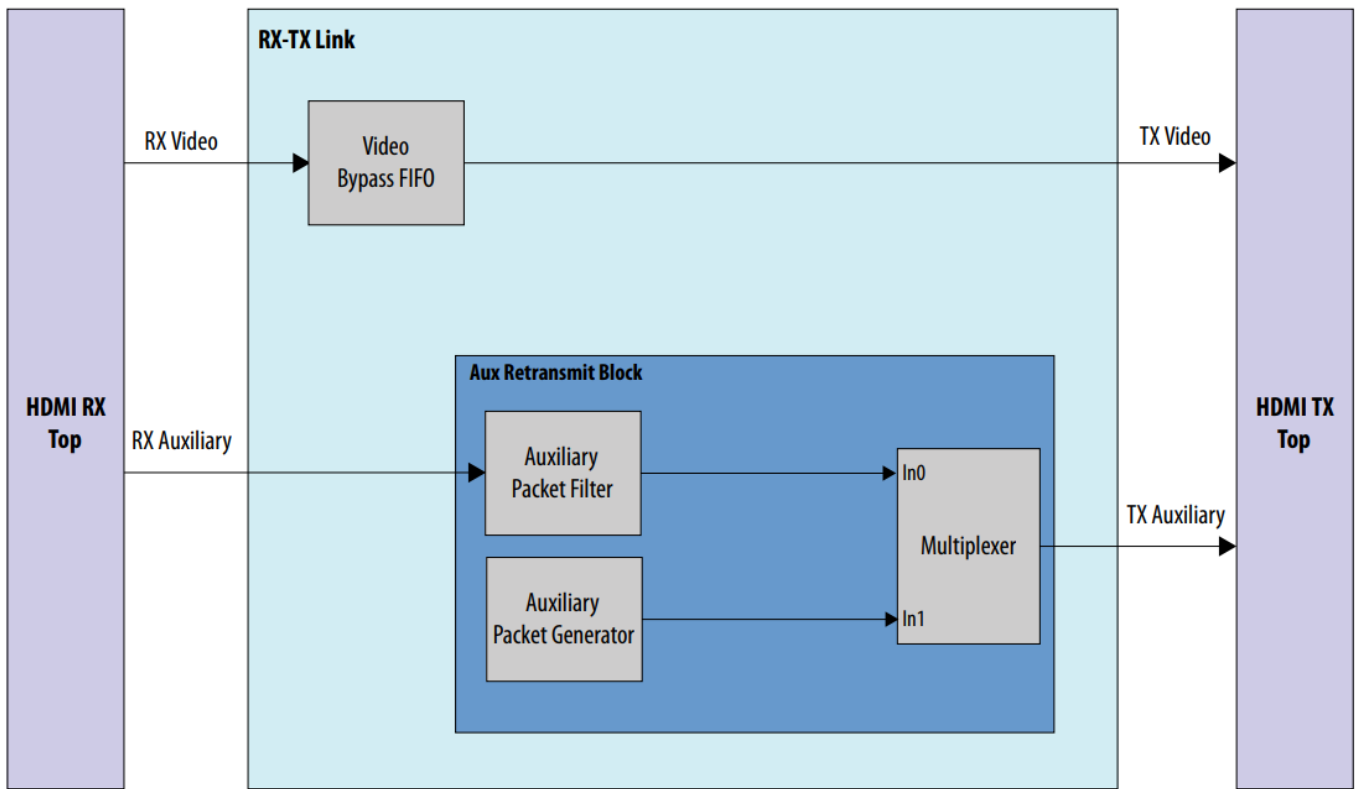 RX-TX Link
RX Video
Video
Bypass FIFO
TX Video
Aux Retransmit Block
HDMI RX
Top
RX Auxiliary
Auxiliary
Packet Filter
In0
Multiplexer
In1
Auxiliary
Packet Generator
TX Auxiliary
HDMI TX
Top